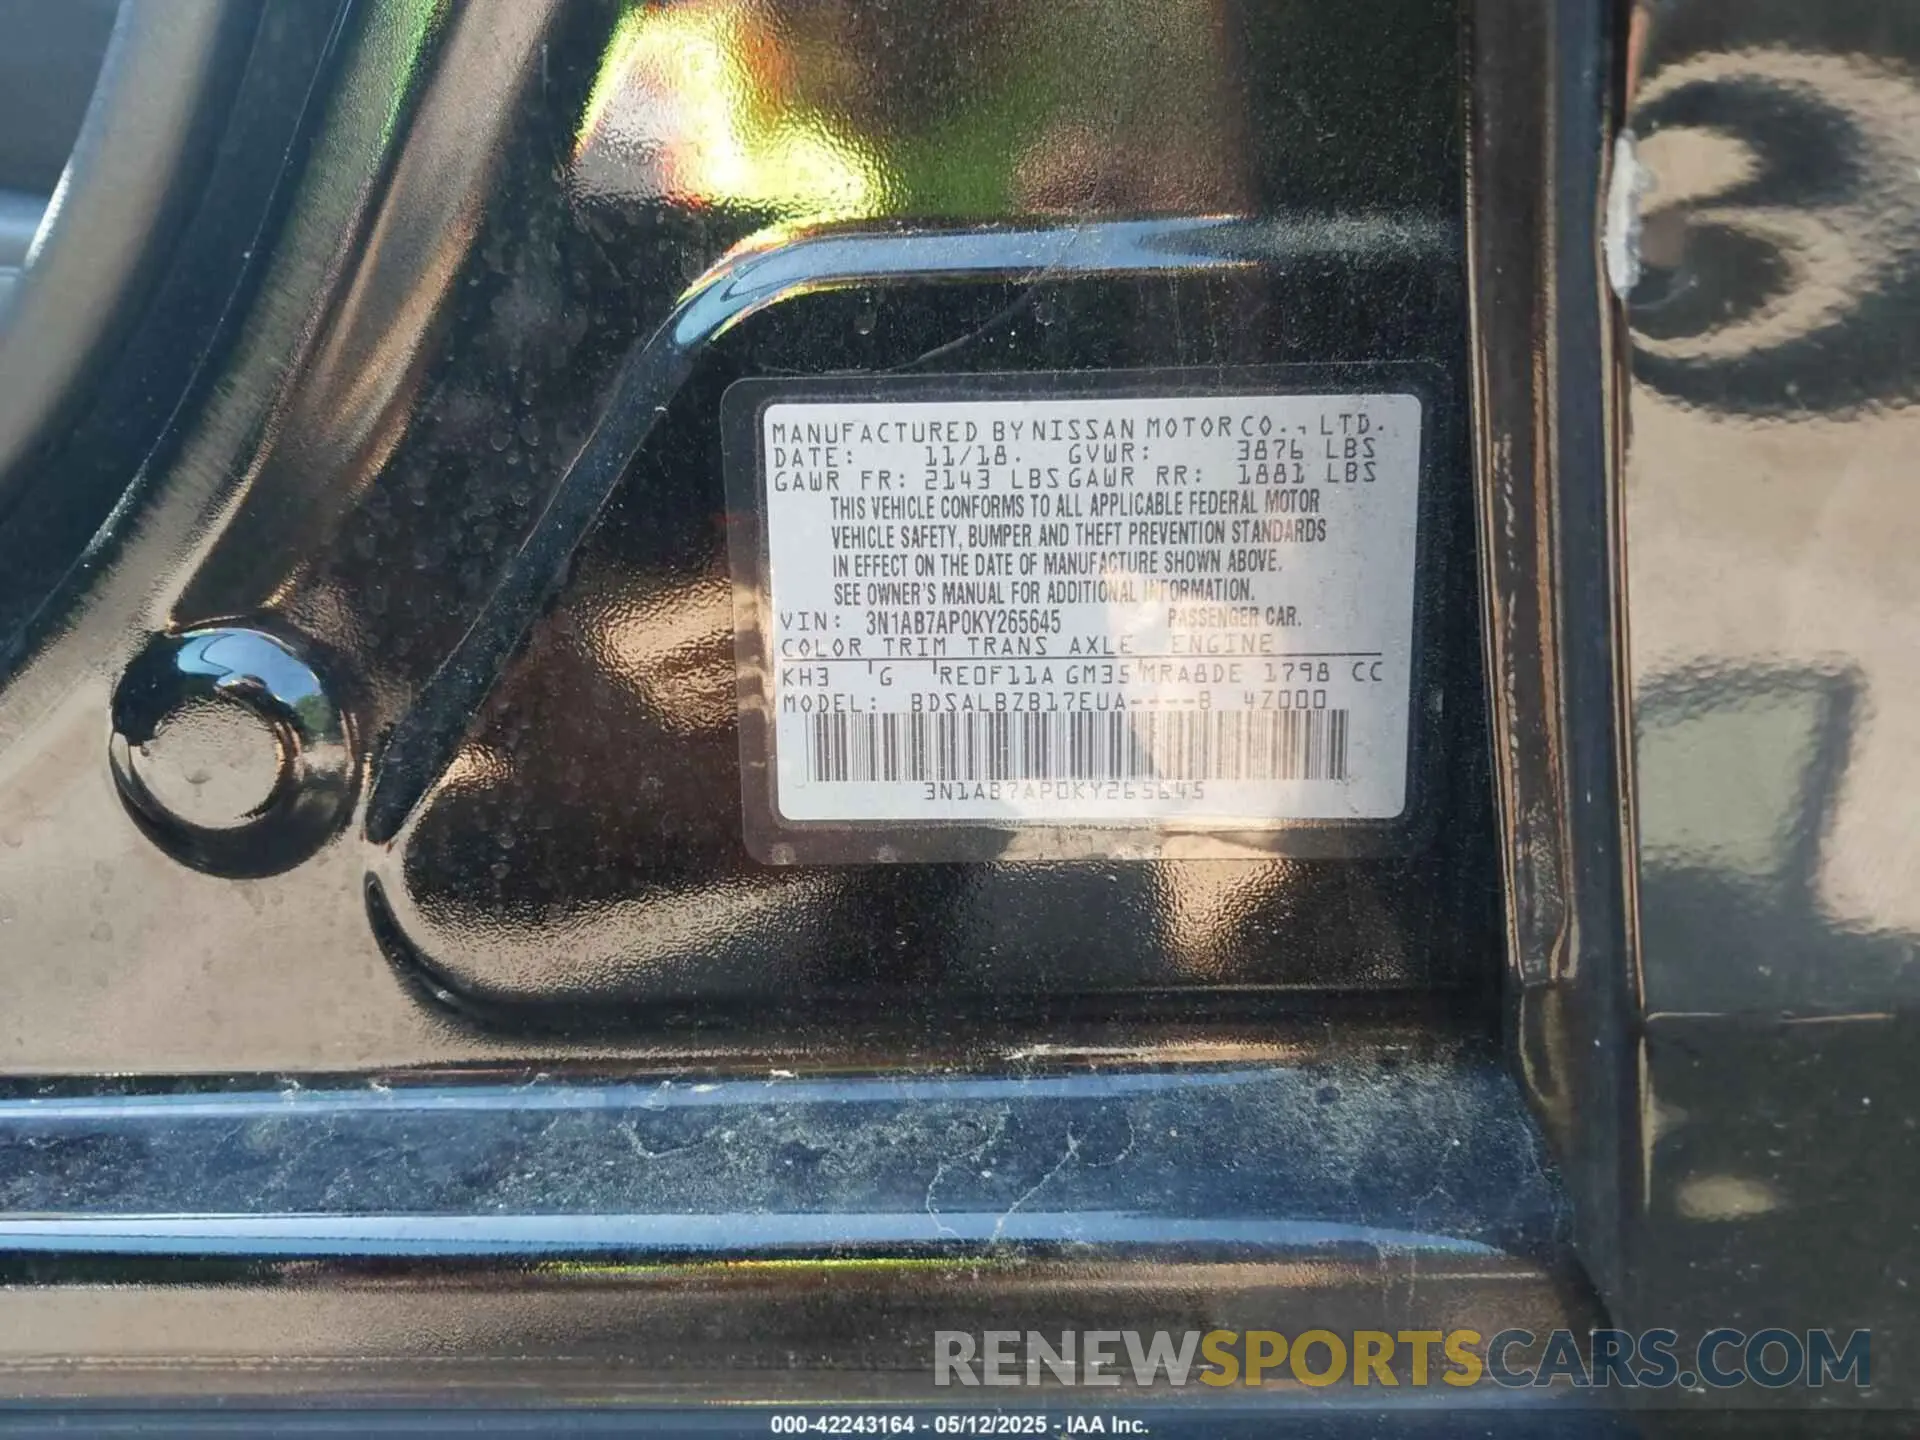 MANUFACTURED BY NISSAN MOTOR CO., LTD.
DATE: 11/18. GVWR: 3876 LBS
GAWR FR: 2143 LBS GAWR RR: 1881 LBS
THIS VEHICLE CONFORMS TO ALL APPLICABLE FEDERAL MOTOR
VEHICLE SAFETY, BUMPER AND THEFT PREVENTION STANDARDS
IN EFFECT ON THE DATE OF MANUFACTURE SHOWN ABOVE.
SEE OWNER'S MANUAL FOR ADDITIONAL INFORMATION.
VIN: 3N1AB7AP0KY265645 PASSENGER CAR.
COLOR TRIM TRANS AXLE ENGINE
KH3 G RE0F11A GM35 MRA8DE 1798 CC
MODEL: BDSALBZB17EUA----B 4Z000
3N1AB7AP0KY265645
RENEWSPORTSCARS.COM
000-42243164 - 05/12/2025 - IAA Inc.